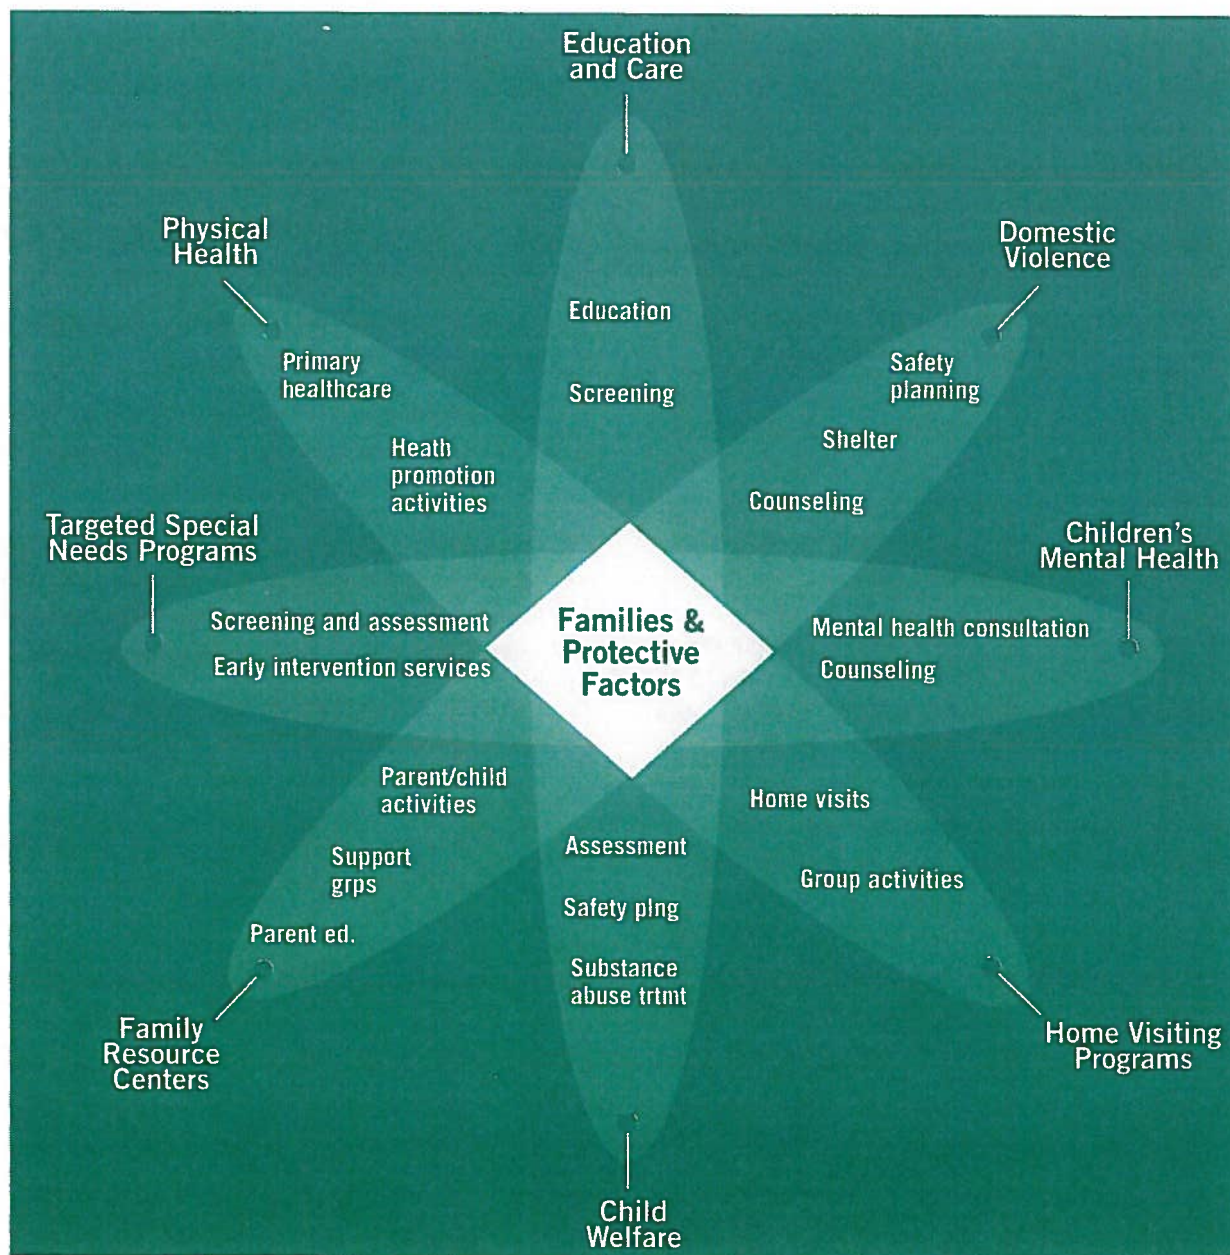 Education
and Care
Physical
Health
Domestic
Violence
Education
Primary
healthcare
Safety
planning
Screening
Heath
promotion
activities
Shelter
Counseling
Targeted Special
Needs Programs
Children's
Mental Health
Screening and assessment
Early intervention services
Families &
Protective
Factors
Mental health consultation
Counseling
Parent/child
activities
Home visits
Support
grps
Assessment
Group activities
Parent ed.
Safety plng
Substance
abuse trtmt
Family
Resource
Centers
Home Visiting
Programs
Child
Welfare